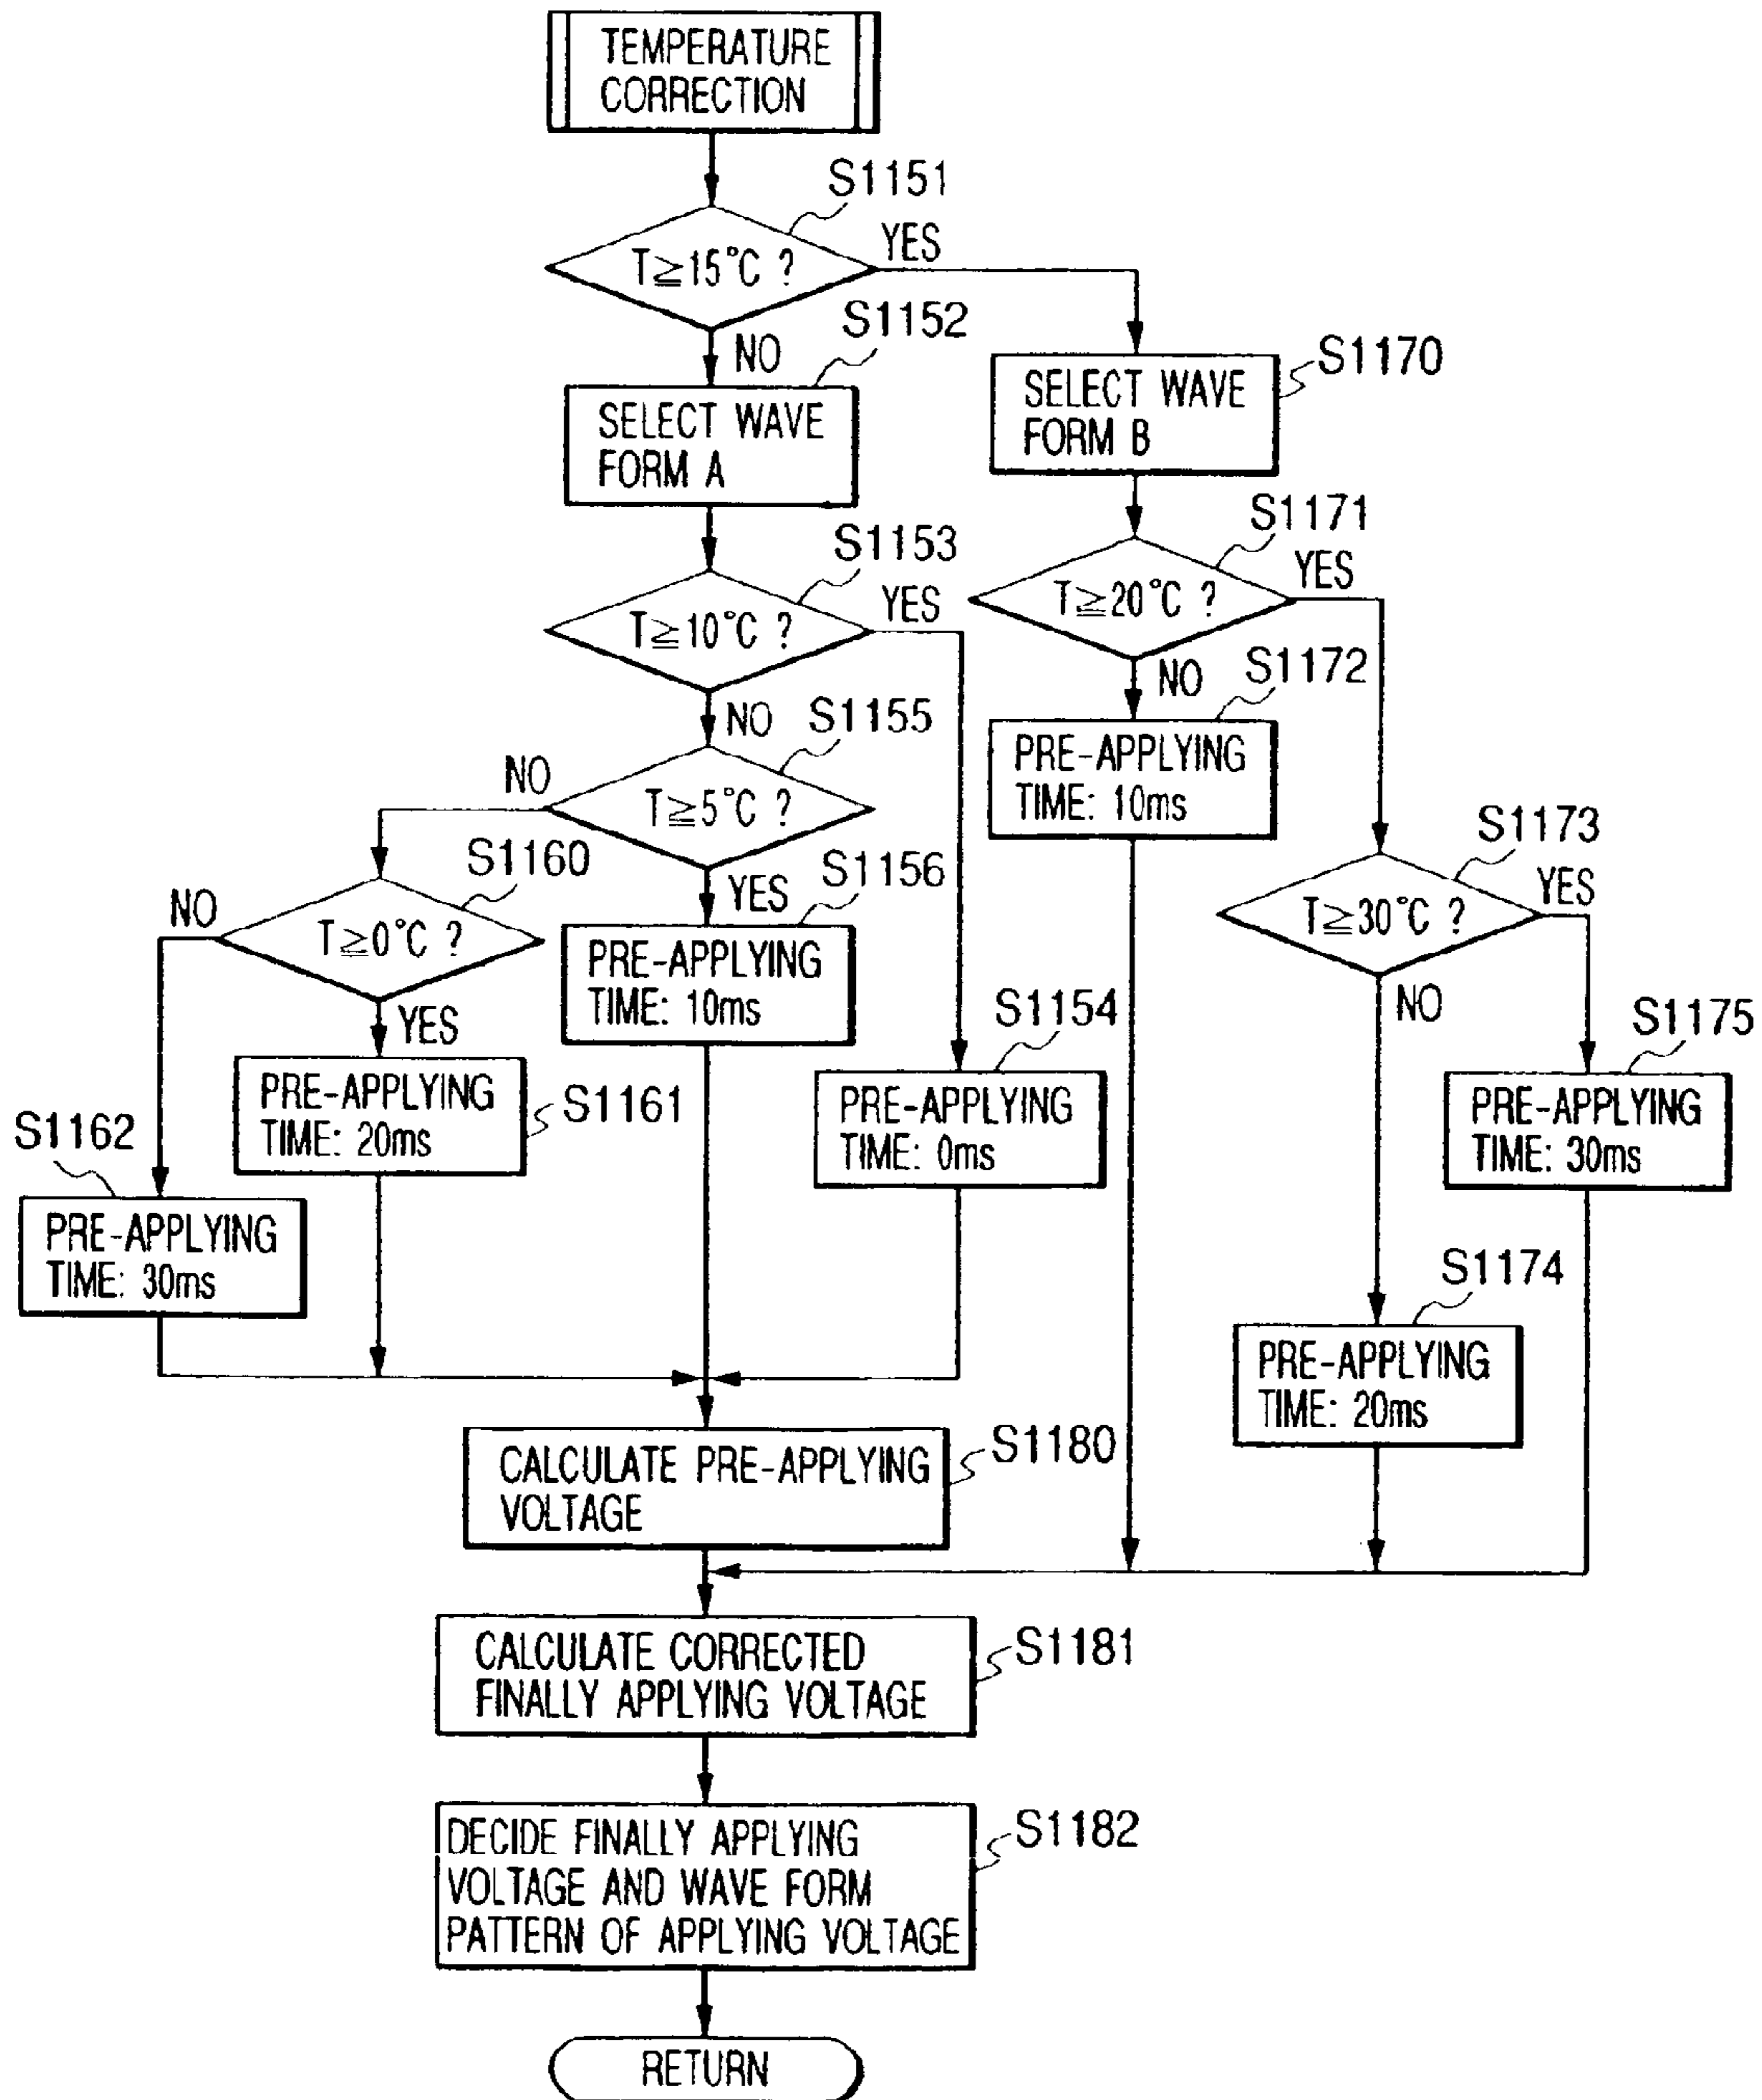 TEMPERATURE
CORRECTION
S1151
T≧15°C ?
YES
NO
S1152
SELECT WAVE
FORM A
S1170
SELECT WAVE
FORM B
S1153
T≧10°C ?
YES
NO
S1171
T≧20°C ?
YES
NO
S1172
PRE-APPLYING
TIME: 10ms
S1155
T≧5°C ?
NO
YES
S1156
PRE-APPLYING
TIME: 10ms
S1160
T≧0°C ?
NO
YES
S1173
T≧30°C ?
YES
NO
S1161
PRE-APPLYING
TIME: 20ms
S1154
PRE-APPLYING
TIME: 0ms
S1175
PRE-APPLYING
TIME: 30ms
S1162
PRE-APPLYING
TIME: 30ms
S1174
PRE-APPLYING
TIME: 20ms
S1180
CALCULATE PRE-APPLYING
VOLTAGE
S1181
CALCULATE CORRECTED
FINALLY APPLYING VOLTAGE
S1182
DECIDE FINALLY APPLYING
VOLTAGE AND WAVE FORM
PATTERN OF APPLYING VOLTAGE
RETURN